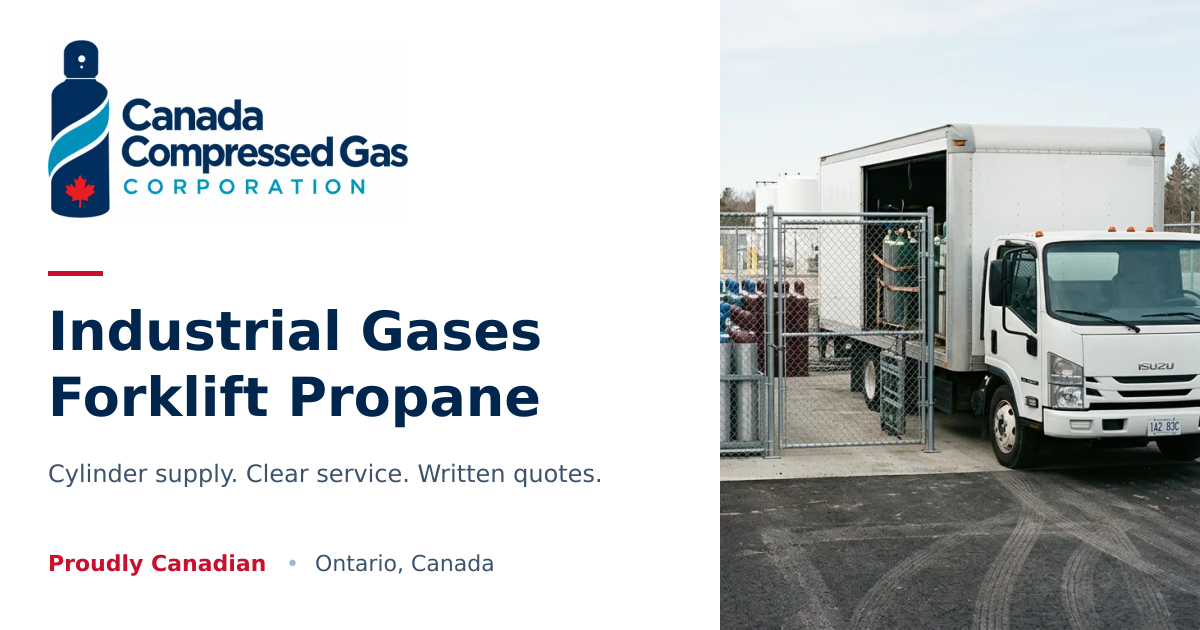 Canada
Compressed Gas
CORPORATION
Industrial Gases
Forklift Propane
Cylinder supply. Clear service. Written quotes.
Proudly Canadian • Ontario, Canada
ISUZU
1A2 B3C